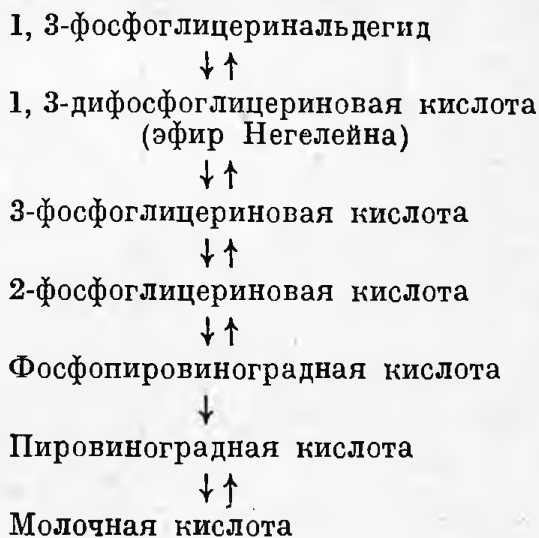 1, 3-фосфоглицеринальдегид
↓↑
1, 3-дифосфоглицериновая кислота
(эфир Негелейна)
↓↑
3-фосфоглицериновая кислота
↓↑
2-фосфоглицериновая кислота
↓↑
Фосфопировиноградная кислота
↓
Пировиноградная кислота
↓↑
Молочная кислота